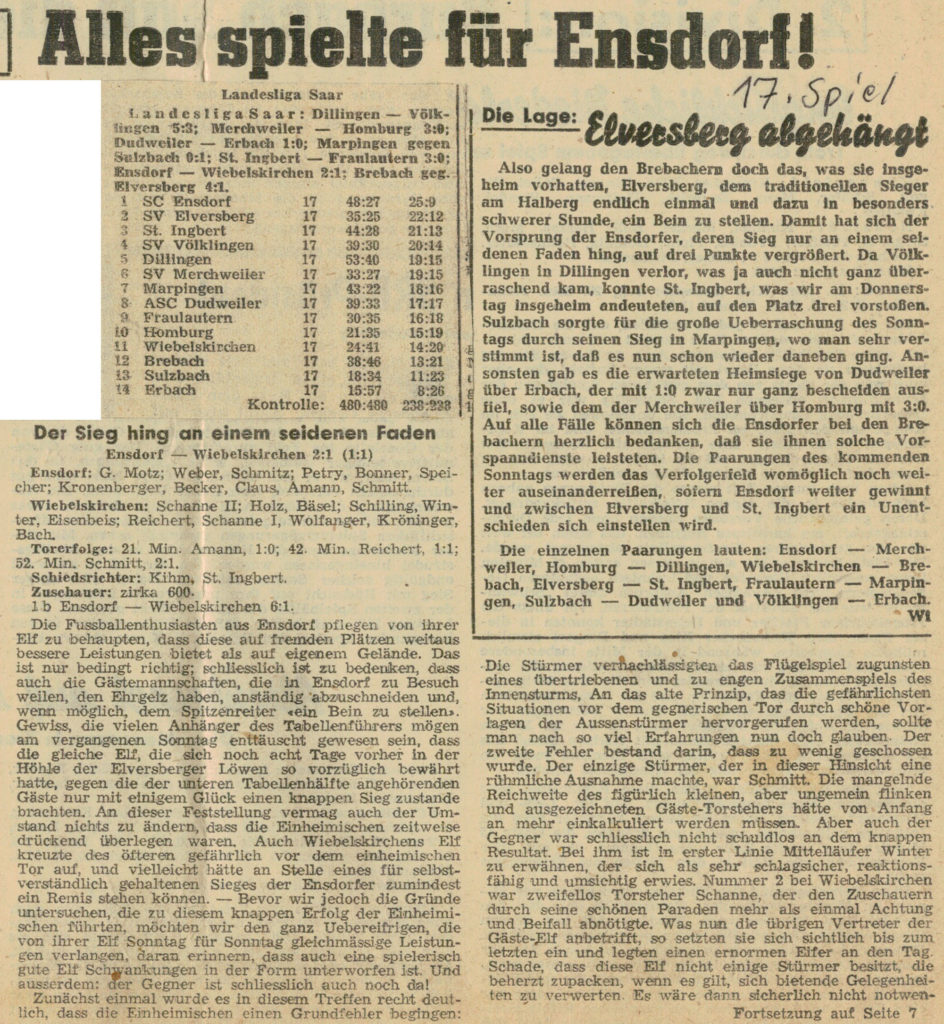 Alles spielte für Ensdorf!
Landesliga Saar
Landesliga Saar: Dillingen — Völk-
lingen 5:3; Merchweiler — Homburg 3:0;
Dudweiler — Erbach 1:0; Marpingen gegen
Sulzbach 0:1; St. Ingbert — Fraulautern 3:0;
Ensdorf — Wiebelskirchen 2:1; Brebach geg.
Elversberg 4:1.
1 SC Ensdorf 17 48:27 25:9
2 SV Elversberg 17 35:25 22:12
3 St. Ingbert 17 44:28 21:13
4 SV Völklingen 17 39:30 20:14
5 Dillingen 17 53:40 19:15
6 SV Merchweiler 17 33:27 19:15
7 Marpingen 17 43:22 18:16
8 ASC Dudweiler 17 39:33 17:17
9 Fraulautern 17 30:35 16:18
10 Homburg 17 21:35 15:19
11 Wiebelskirchen 17 24:41 14:20
12 Brebach 17 38:46 13:21
13 Sulzbach 17 18:34 11:23
14 Erbach 17 15:57 8:26
Kontrolle: 480:480 238:238
Der Sieg hing an einem seidenen Faden
Ensdorf — Wiebelskirchen 2:1 (1:1)
Ensdorf: G. Motz; Weber, Schmitz; Petry, Bonner, Spei-
cher; Kronenberger, Becker, Claus, Amann, Schmitt.
Wiebelskirchen: Schanne II; Holz, Bäsel; Schilling, Win-
ter, Eisenbeis; Reichert, Schanne I, Wolfanger, Kröninger,
Bach.
Torerfolge: 21. Min. Amann, 1:0; 42. Min. Reichert, 1:1;
52. Min. Schmitt, 2:1.
Schiedsrichter: Kihm, St. Ingbert.
Zuschauer: zirka 600.
1 b Ensdorf — Wiebelskirchen 6:1.
Die Fussballenthusiasten aus Ensdorf pflegen von ihrer
Elf zu behaupten, dass diese auf fremden Plätzen weitaus
bessere Leistungen bietet als auf eigenem Gelände. Das
ist nur bedingt richtig; schliesslich ist zu bedenken, dass
auch die Gästemannschaften, die in Ensdorf zu Besuch
weilen, den Ehrgeiz haben, anständig abzuschneiden und,
wenn möglich, dem Spitzenreiter «ein Bein zu stellen».
Gewiss, die vielen Anhänger des Tabellenführers mögen
am vergangenen Sonntag enttäuscht gewesen sein, dass
die gleiche Elf, die sich noch acht Tage vorher in der
Höhle der Elversberger Löwen so vorzüglich bewährt
hatte, gegen die der unteren Tabellenhälfte angehörenden
Gäste nur mit einigem Glück einen knappen Sieg zustande
brachten. An dieser Feststellung vermag auch der Um-
stand nichts zu ändern, dass die Einheimischen zeitweise
drückend überlegen waren. Auch Wiebelskirchens Elf
kreuzte des öfteren gefährlich vor dem einheimischen
Tor auf, und vielleicht hätte an Stelle eines für selbst-
verständlich gehaltenen Sieges der Ensdorfer zumindest
ein Remis stehen können. — Bevor wir jedoch die Gründe
untersuchen, die zu diesem knappen Erfolg der Einheimi-
schen führten, möchten wir den ganz Uebereifrigen, die
von ihrer Elf Sonntag für Sonntag gleichmässige Leistun-
gen verlangen, daran erinnern, dass auch eine spielerisch
gute Elf Schwankungen in der Form unterworfen ist. Und
ausserdem: der Gegner ist schliesslich auch noch da!
Zunächst einmal wurde es in diesem Treffen recht deut-
lich, dass die Einheimischen einen Grundfehler begingen:
17. Spiel
Die Lage: Elversberg abgehängt
Also gelang den Brebachern doch das, was sie insge-
heim vorhatten, Elversberg, dem traditionellen Sieger
am Halberg endlich einmal und dazu in besonders
schwerer Stunde, ein Bein zu stellen. Damit hat sich der
Vorsprung der Ensdorfer, deren Sieg nur an einem sei-
denen Faden hing, auf drei Punkte vergrößert. Da Völk-
lingen in Dillingen verlor, was ja auch nicht ganz über-
raschend kam, konnte St. Ingbert, was wir am Donners-
tag insgeheim andeuteten, auf den Platz drei vorstoßen.
Sulzbach sorgte für die große Ueberraschung des Sonn-
tags durch seinen Sieg in Marpingen, wo man sehr ver-
stimmt ist, daß es nun schon wieder daneben ging. An-
sonsten gab es die erwarteten Heimsiege von Dudweiler
über Erbach, der mit 1:0 zwar nur ganz bescheiden aus-
fiel, sowie dem der Merchweiler über Homburg mit 3:0.
Auf alle Fälle können sich die Ensdorfer bei den Bre-
bachern herzlich bedanken, daß sie ihnen solche Vor-
spanndienste leisteten. Die Paarungen des kommenden
Sonntags werden das Verfolgerfeld womöglich noch wei-
ter auseinanderreißen, sofern Ensdorf weiter gewinnt
und zwischen Elversberg und St. Ingbert ein Unent-
schieden sich einstellen wird.
Die einzelnen Paarungen lauten: Ensdorf — Merch-
weiler, Homburg — Dillingen, Wiebelskirchen — Bre-
bach, Elversberg — St. Ingbert, Fraulautern — Marpin-
gen, Sulzbach — Dudweiler und Völklingen — Erbach.
Wi
Die Stürmer vernachlässigten das Flügelspiel zugunsten
eines übertriebenen und zu engen Zusammenspiels des
Innensturms, An das alte Prinzip, das die gefährlichsten
Situationen vor dem gegnerischen Tor durch schöne Vor-
lagen der Aussenstürmer hervorgerufen werden, sollte
man nach so viel Erfahrungen nun doch glauben. Der
zweite Fehler bestand darin, dass zu wenig geschossen
wurde. Der einzige Stürmer, der in dieser Hinsicht eine
rühmliche Ausnahme machte, war Schmitt. Die mangelnde
Reichweite des figürlich kleinen, aber ungemein flinken
und ausgezeichneten Gäste-Torstehers hätte von Anfang
an mehr einkalkuliert werden müssen. Aber auch der
Gegner war schliesslich nicht schuldlos an dem knappen
Resultat. Bei ihm ist in erster Linie Mittelläufer Winter
zu erwähnen, der sich als sehr schlagsicher, reaktions-
fähig und umsichtig erwies. Nummer 2 bei Wiebelskirchen
war zweifellos Torsteher Schanne, der den Zuschauern
durch seine schönen Paraden mehr als einmal Achtung
und Beifall abnötigte. Was nun die übrigen Vertreter der
Gäste-Elf anbetrifft, so setzten sie sich sichtlich bis zum
letzten ein und legten einen ernormen Eifer an den Tag.
Schade, dass diese Elf nicht einige Stürmer besitzt, die
beherzt zupacken, wenn es gilt, sich bietende Gelegenhei-
ten zu verwerten. Es wäre dann sicherlich nicht notwen-
Fortsetzung auf Seite 7